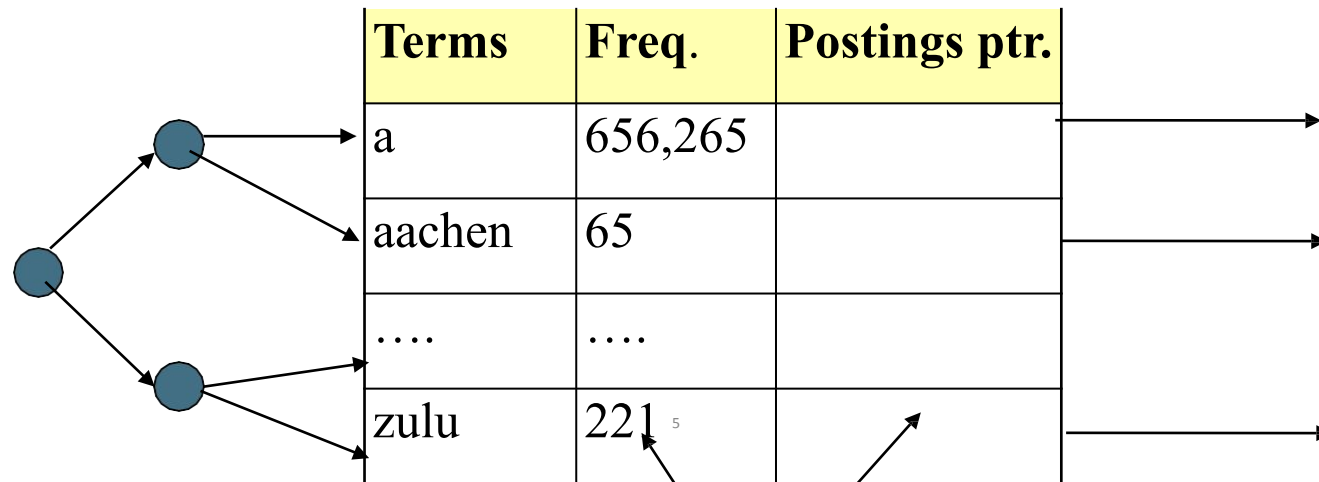 Terms Freq. Postings ptr.
a 656,265
aachen 65
…. ….
zulu 221 5